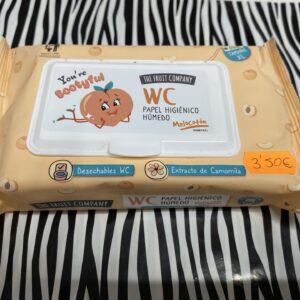 You're
Bootyful
THE FRUIT COMPANY
WC
PAPEL HIGIÉNICO
HÚMEDO
Melocotón
Desechables WC
Extracto de Camomila
3'50€
THE FRUIT COMPANY
WC
PAPEL HIGIÉNICO
HÚMEDO